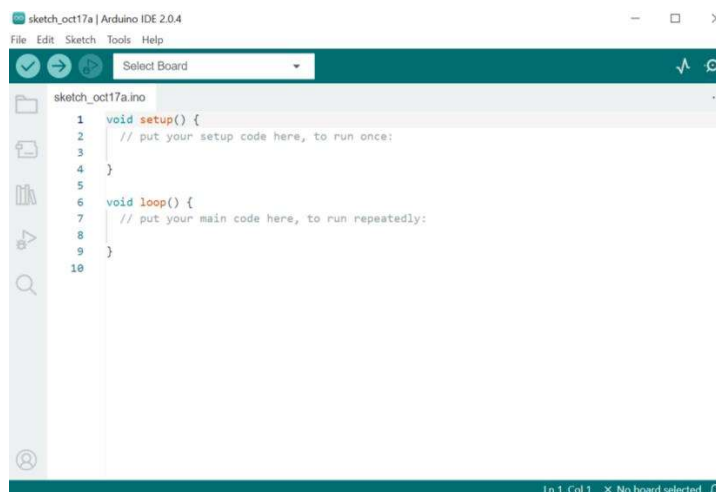 sketch_oct17a | Arduino IDE 2.0.4
File Edit Sketch Tools Help
Select Board
sketch_oct17a.ino
1 void setup() {
2 // put your setup code here, to run once:
3
4 }
5
6 void loop() {
7 // put your main code here, to run repeatedly:
8
9 }
10
Ln 1, Col 1 × No board selected